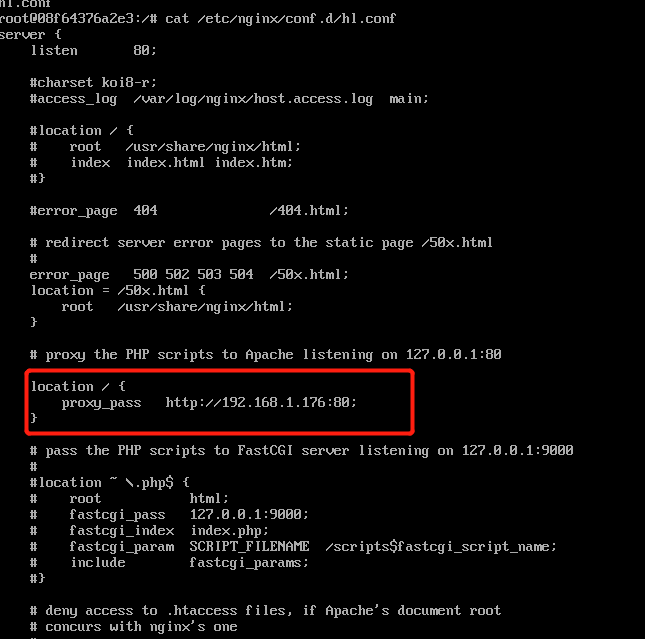 hl.conf
root@08f64376a2e3:/# cat /etc/nginx/conf.d/hl.conf
server {
    listen       80;
    #charset koi8-r;
    #access_log  /var/log/nginx/host.access.log  main;
    #location / {
    #    root   /usr/share/nginx/html;
    #    index  index.html index.htm;
    #}
    #error_page  404              /404.html;
    # redirect server error pages to the static page /50x.html
    #
    error_page   500 502 503 504  /50x.html;
    location = /50x.html {
        root   /usr/share/nginx/html;
    }
    # proxy the PHP scripts to Apache listening on 127.0.0.1:80
    location / {
        proxy_pass   http://192.168.1.176:80;
    }
    # pass the PHP scripts to FastCGI server listening on 127.0.0.1:9000
    #
    #location ~ \.php$ {
    #    root           html;
    #    fastcgi_pass   127.0.0.1:9000;
    #    fastcgi_index  index.php;
    #    fastcgi_param  SCRIPT_FILENAME  /scripts$fastcgi_script_name;
    #    include        fastcgi_params;
    #}
    # deny access to .htaccess files, if Apache's document root
    # concurs with nginx's one
    #